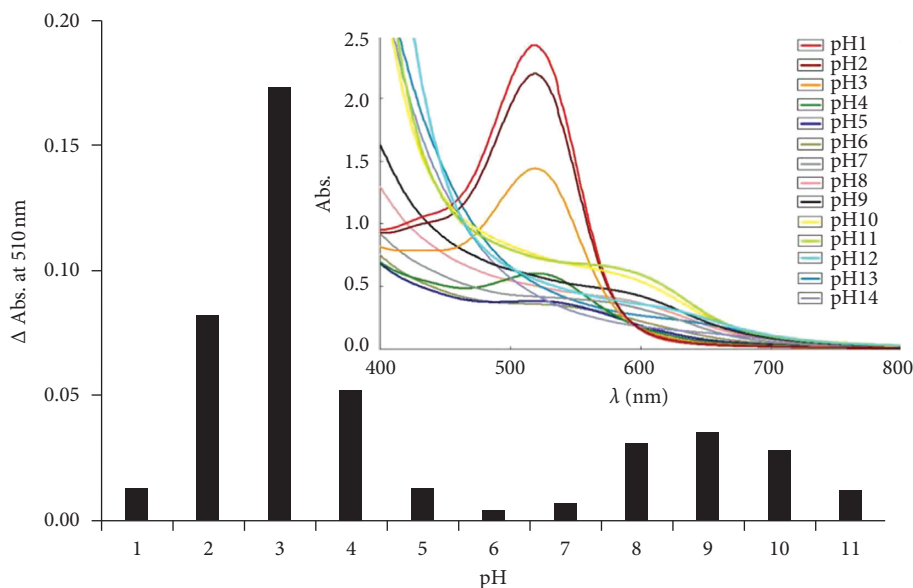 0.20
0.15
0.10
0.05
0.00
Δ Abs. at 510 nm
1 2 3 4 5 6 7 8 9 10 11
pH
2.5
2.0
1.5
1.0
0.5
0.0
Abs.
400 500 600 700 800
λ (nm)
pH1
pH2
pH3
pH4
pH5
pH6
pH7
pH8
pH9
pH10
pH11
pH12
pH13
pH14